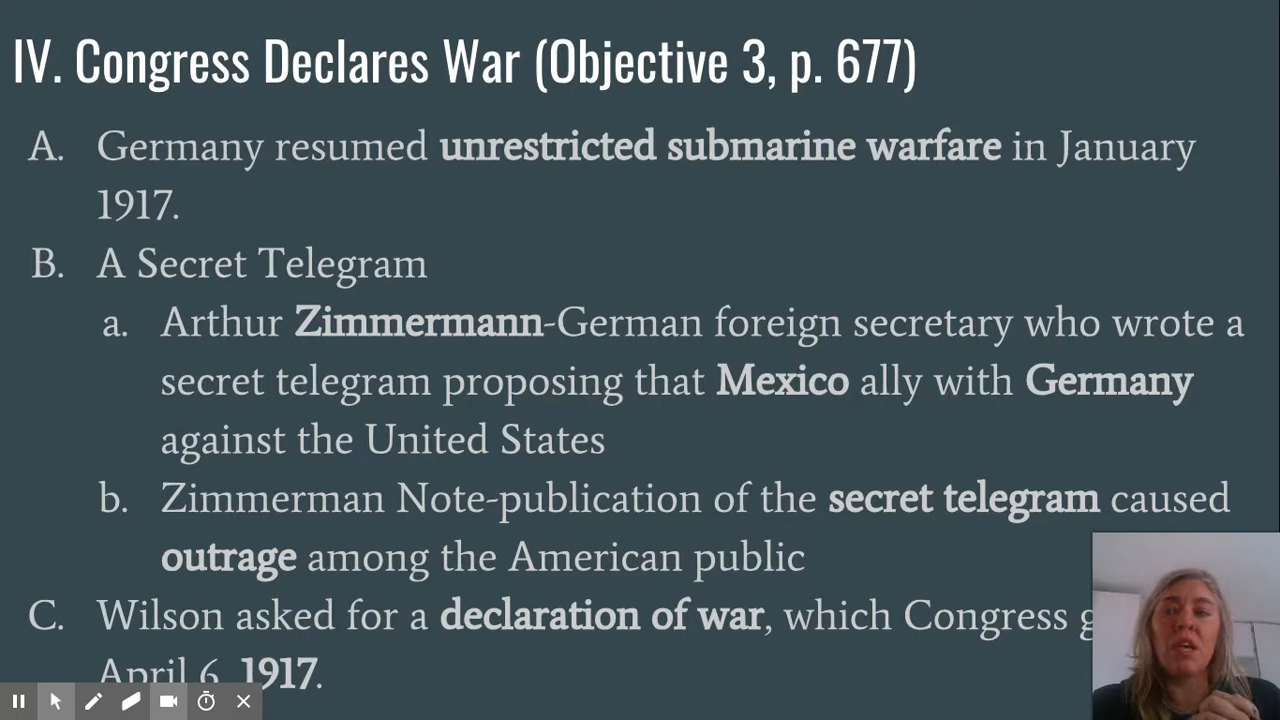 IV. Congress Declares War (Objective 3, p. 677)
A. Germany resumed unrestricted submarine warfare in January
1917.
B. A Secret Telegram
a. Arthur Zimmermann-German foreign secretary who wrote a
secret telegram proposing that Mexico ally with Germany
against the United States
b. Zimmerman Note-publication of the secret telegram caused
outrage among the American public
C. Wilson asked for a declaration of war, which Congress
April 6, 1917.